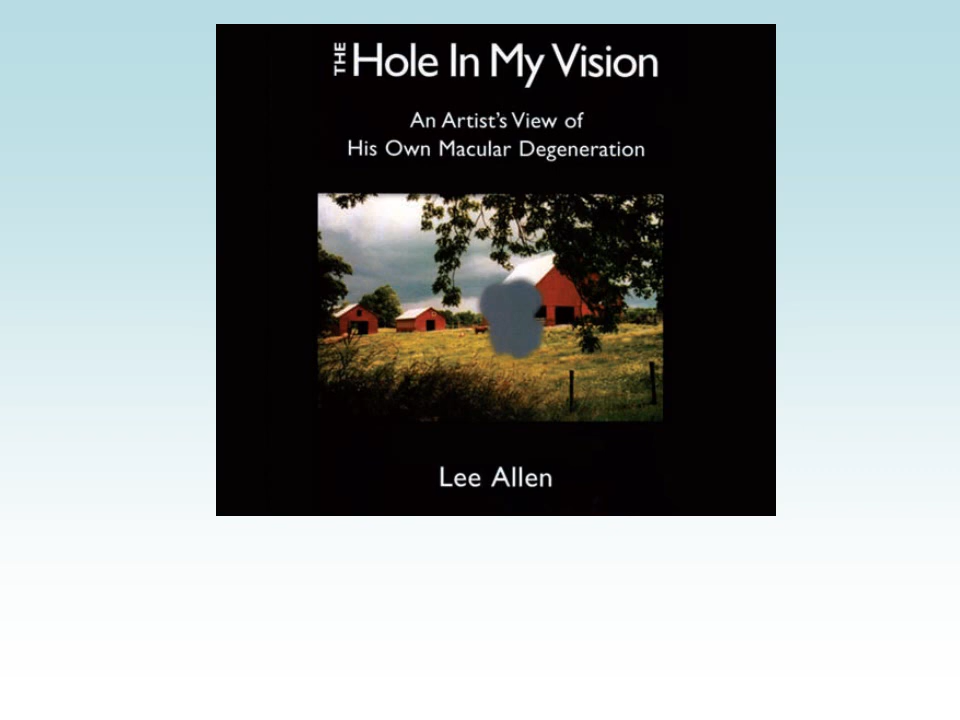 THE Hole In My Vision
An Artist's View of
His Own Macular Degeneration
Lee Allen